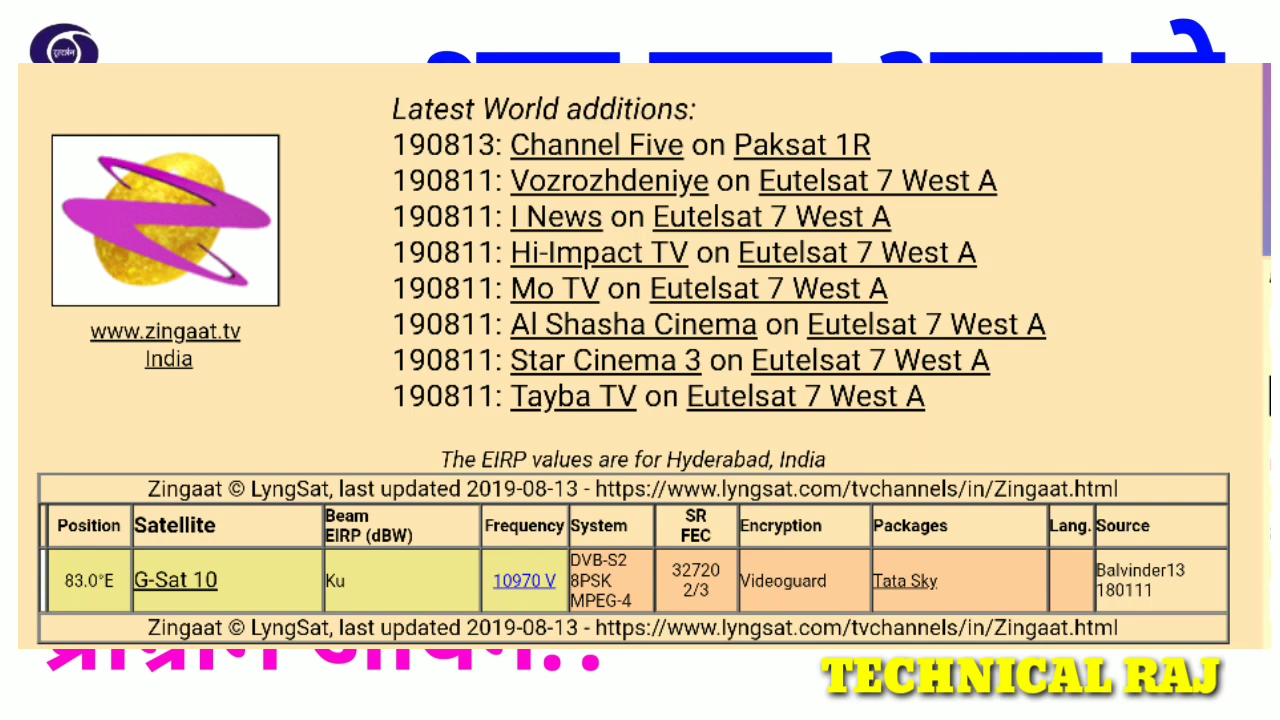 दूरदर्शन
Latest World additions:
190813: Channel Five on Paksat 1R
190811: Vozrozhdeniye on Eutelsat 7 West A
190811: I News on Eutelsat 7 West A
190811: Hi-Impact TV on Eutelsat 7 West A
190811: Mo TV on Eutelsat 7 West A
190811: Al Shasha Cinema on Eutelsat 7 West A
190811: Star Cinema 3 on Eutelsat 7 West A
190811: Tayba TV on Eutelsat 7 West A
www.zingaat.tv
India
The EIRP values are for Hyderabad, India
Zingaat © LyngSat, last updated 2019-08-13 - https://www.lyngsat.com/tvchannels/in/Zingaat.html
Position Satellite Beam EIRP (dBW) Frequency System SR FEC Encryption Packages Lang. Source
83.0°E G-Sat 10 Ku 10970 V DVB-S2 8PSK MPEG-4 32720 2/3 Videoguard Tata Sky Balvinder13 180111
Zingaat © LyngSat, last updated 2019-08-13 - https://www.lyngsat.com/tvchannels/in/Zingaat.html
TECHNICAL RAJ